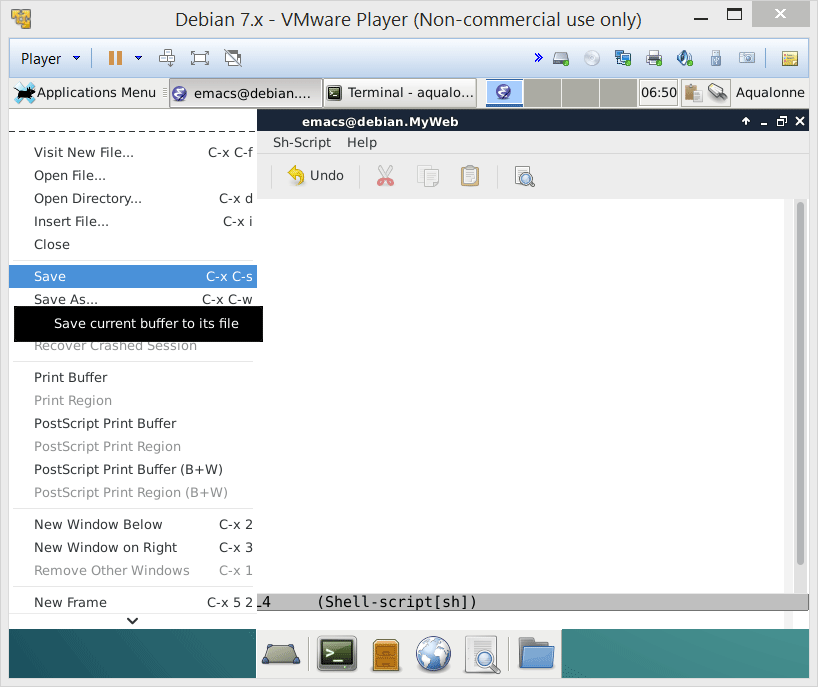 Debian 7.x - VMware Player (Non-commercial use only)
Player
Applications Menu
emacs@debian....
Terminal - aqualo...
06:50
Aqualonne
emacs@debian.MyWeb
Sh-Script Help
Undo
Visit New File... C-x C-f
Open File...
Open Directory... C-x d
Insert File... C-x i
Close
Save C-x C-s
Save As... C-x C-w
Save current buffer to its file
Recover Crashed Session
Print Buffer
Print Region
PostScript Print Buffer
PostScript Print Region
PostScript Print Buffer (B+W)
PostScript Print Region (B+W)
New Window Below C-x 2
New Window on Right C-x 3
Remove Other Windows C-x 1
New Frame C-x 5 2
L4 (Shell-script[sh])